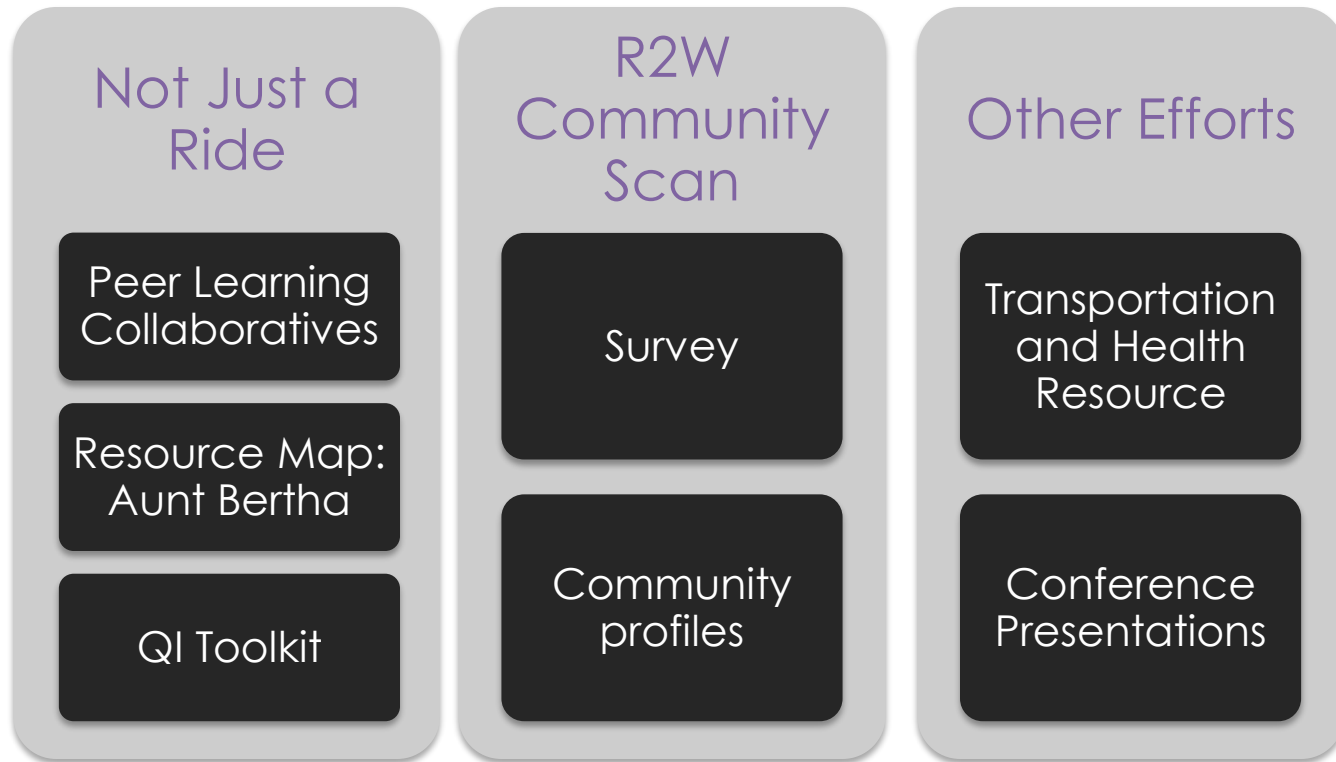 Not Just a
Ride
Peer Learning
Collaboratives
Resource Map:
Aunt Bertha
QI Toolkit
R2W
Community
Scan
Survey
Community
profiles
Other Efforts
Transportation
and Health
Resource
Conference
Presentations